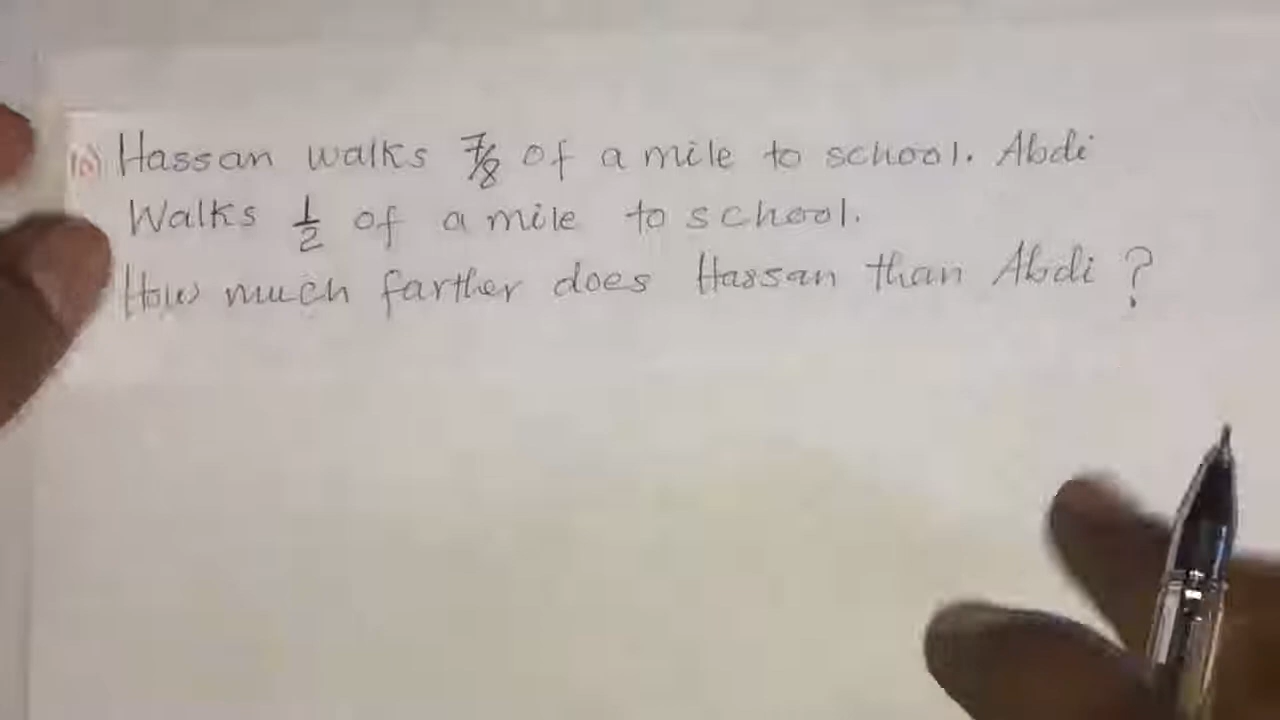 10) Hassan walks 7/8 of a mile to school. Abdi
Walks 1/2 of a mile to school.
How much farther does Hassan than Abdi ?